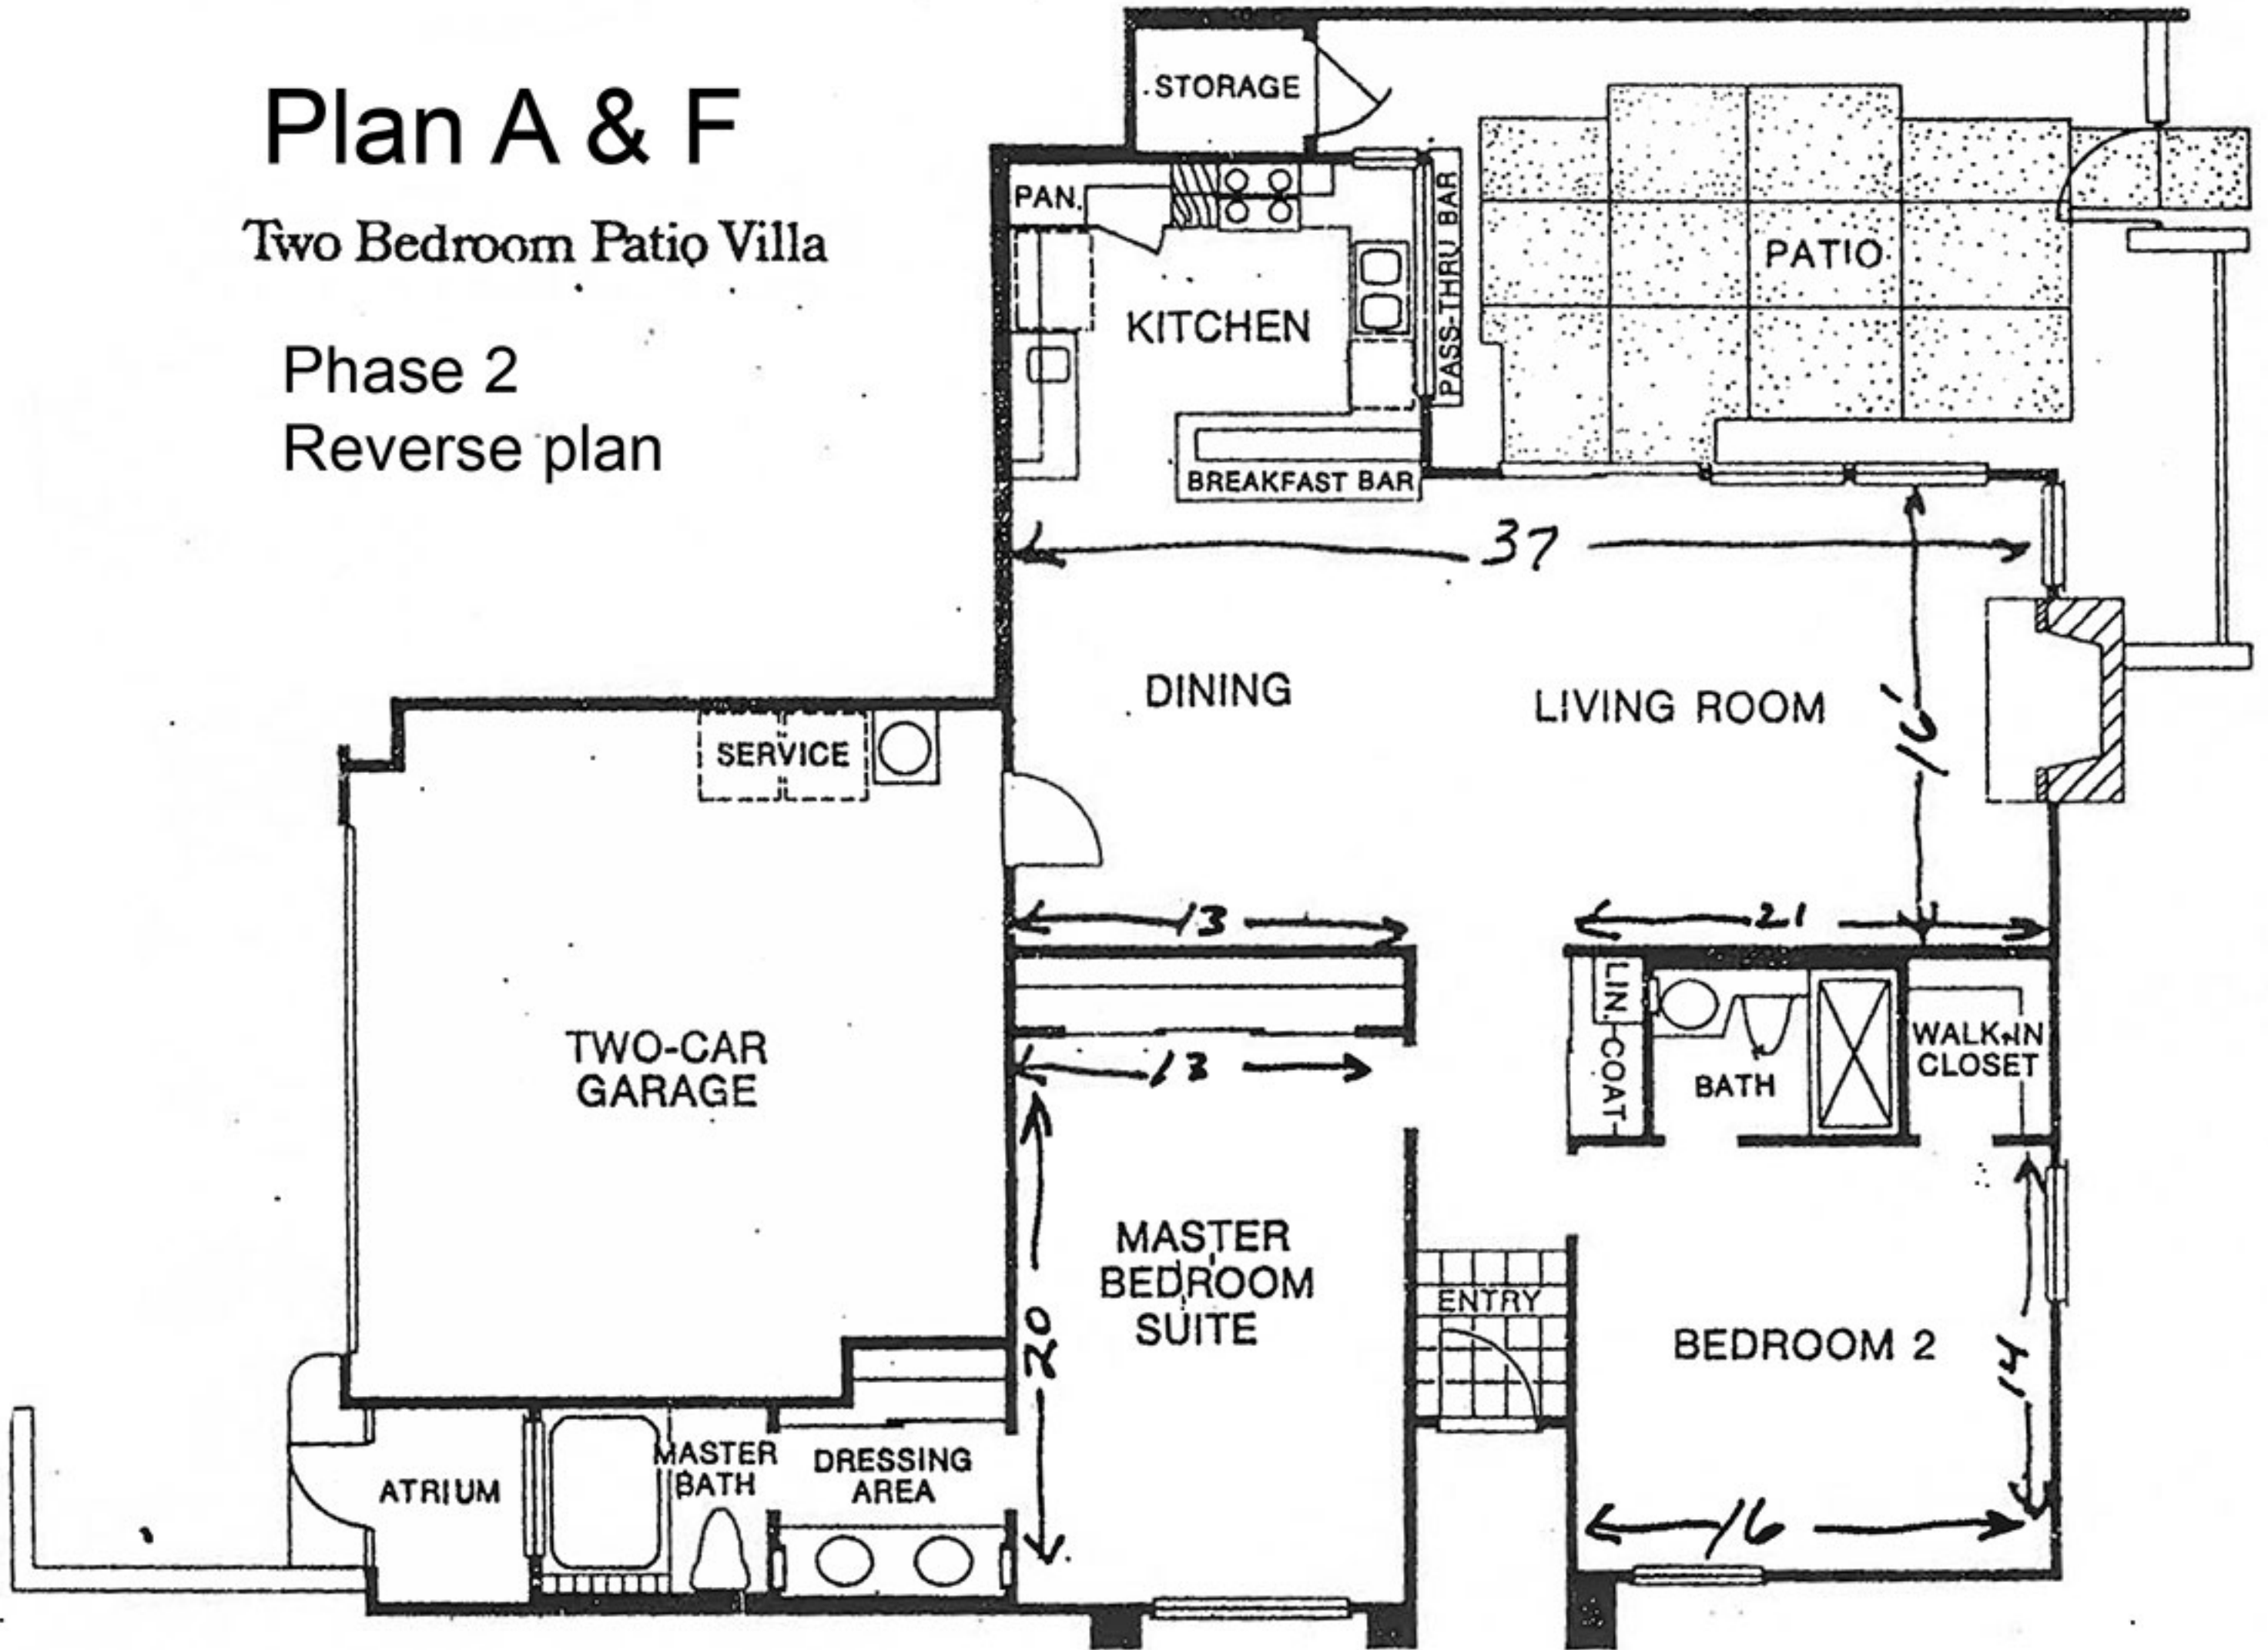 Plan A & F
Two Bedroom Patio Villa
Phase 2
Reverse plan
STORAGE
PAN.
KITCHEN
PASS-THRU BAR
PATIO
BREAKFAST BAR
37
DINING
LIVING ROOM
16'
SERVICE
13
21
TWO-CAR
GARAGE
13
LIN.
COAT
BATH
WALK-IN
CLOSET
MASTER
BEDROOM
SUITE
20
ENTRY
BEDROOM 2
14
16
ATRIUM
MASTER
BATH
DRESSING
AREA